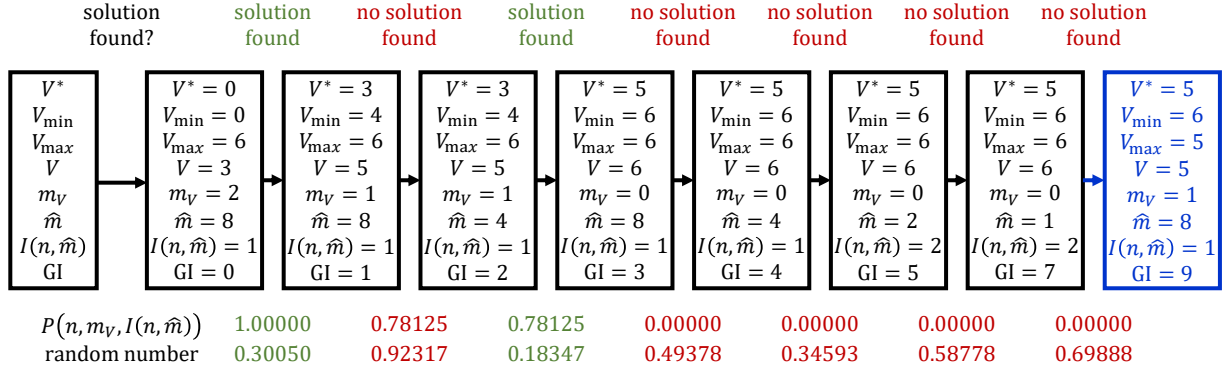 solution found? solution found no solution found solution found no solution found no solution found no solution found no solution found
V* V* = 0 V* = 3 V* = 3 V* = 5 V* = 5 V* = 5 V* = 5 V* = 5
V_min V_min = 0 V_min = 4 V_min = 4 V_min = 6 V_min = 6 V_min = 6 V_min = 6 V_min = 6
V_max V_max = 6 V_max = 6 V_max = 6 V_max = 6 V_max = 6 V_max = 6 V_max = 6 V_max = 5
V V = 3 V = 5 V = 5 V = 6 V = 6 V = 6 V = 6 V = 5
m_V m_V = 2 m_V = 1 m_V = 1 m_V = 0 m_V = 0 m_V = 0 m_V = 0 m_V = 1
m̂ m̂ = 8 m̂ = 8 m̂ = 4 m̂ = 8 m̂ = 4 m̂ = 2 m̂ = 1 m̂ = 8
I(n, m̂) I(n, m̂) = 1 I(n, m̂) = 1 I(n, m̂) = 1 I(n, m̂) = 1 I(n, m̂) = 1 I(n, m̂) = 2 I(n, m̂) = 2 I(n, m̂) = 1
GI GI = 0 GI = 1 GI = 2 GI = 3 GI = 4 GI = 5 GI = 7 GI = 9
P(n, m_V, I(n, m̂)) 1.00000 0.78125 0.78125 0.00000 0.00000 0.00000 0.00000
random number 0.30050 0.92317 0.18347 0.49378 0.34593 0.58778 0.69888